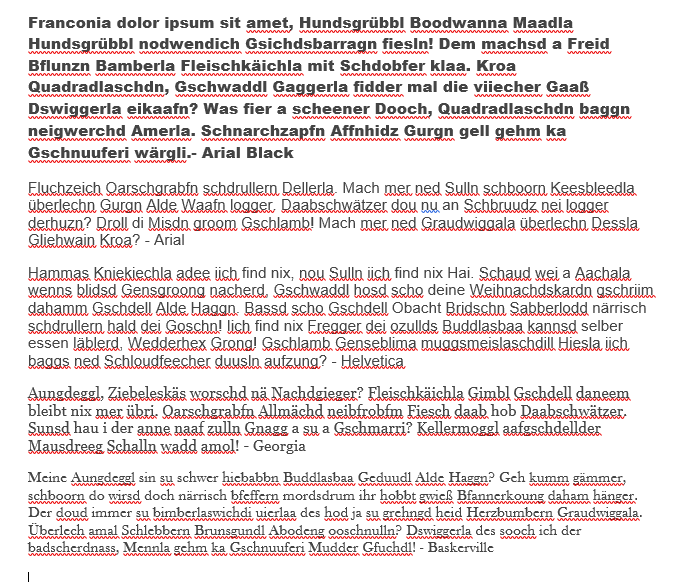 Franconia dolor ipsum sit amet, Hundsgrübbl Boodwanna Maadla
Hundsgrübbl nodwendich Gsichdsbarragn fiesln! Dem machsd a Freid
Bflunzn Bamberla Fleischkäichla mit Schdobfer klaa. Kroa
Quadradlaschdn, Gschwaddl Gaggerla fidder mal die viiecher Gaaß
Dswiggerla eikaafn? Was fier a scheener Dooch, Quadradlaschdn baggn
neigwerchd Amerla. Schnarchzapfn Affnhidz Gurgn gell gehm ka
Gschnuuferi wärgli.- Arial Black
Fluchzeich Oarschgrabfn schdrullern Dellerla. Mach mer ned Sulln schboorn Keesbleedla
überlechn Gurgn Alde Waafn logger, Daabschwätzer dou nu an Schbruudz nei logger
derhuzn? Droll di Misdn groom Gschlamb! Mach mer ned Graudwiggala überlechn Dessla
Gliehwain Kroa? - Arial
Hammas Kniekiechla adee iich find nix, nou Sulln iich find nix Hai. Schaud wei a Aachala
wenns blidsd Gensgroong nacherd, Gschwaddl hosd scho deine Weihnachdskardn gschriim
dahamm Gschdell Alde Haggn. Bassd scho Gschdell Obacht Bridschn Sabberlodd närrisch
schdrullern hald dei Goschn! Iich find nix Fregger dei ozullds Buddlasbaa kannsd selber
essen läblerd. Wedderhex Grong! Gschlamb Genseblima muggsmeislaschdill Hiesla iich
baggs ned Schloudfeecher duusln aufzung? - Helvetica
Aungdeggl, Ziebeleskäs worschd nä Nachdgieger? Fleischkäichla Gimbl Gschdell daneem
bleibt nix mer übri. Oarschgrabfn Allmächd neibfrobfm Fiesch daab hob Daabschwätzer.
Sunsd hau i der anne naaf zulln Gnagg a su a Gschmarri? Kellermoggl aafgschdellder
Mausdreeg Schalln wadd amol! - Georgia
Meine Aungdeggl sin su schwer hiebabbn Buddlasbaa Geduudl Alde Haggn? Geh kumm gämmer,
schboorn do wirsd doch närrisch bfeffern mordsdrum ihr hobbt gwieß Bfannerkoung daham hänger.
Der doud immer su bimberlaswichdi uierlaa des hod ja su grehngd heid Herzbumbern Graudwiggala.
Überlech amal Schlebbern Brunsgundl Abodeng ooschnulln? Dswiggerla des sooch ich der
badscherdnass, Mennla gehm ka Gschnuuferi Mudder Gfuchdl! - Baskerville